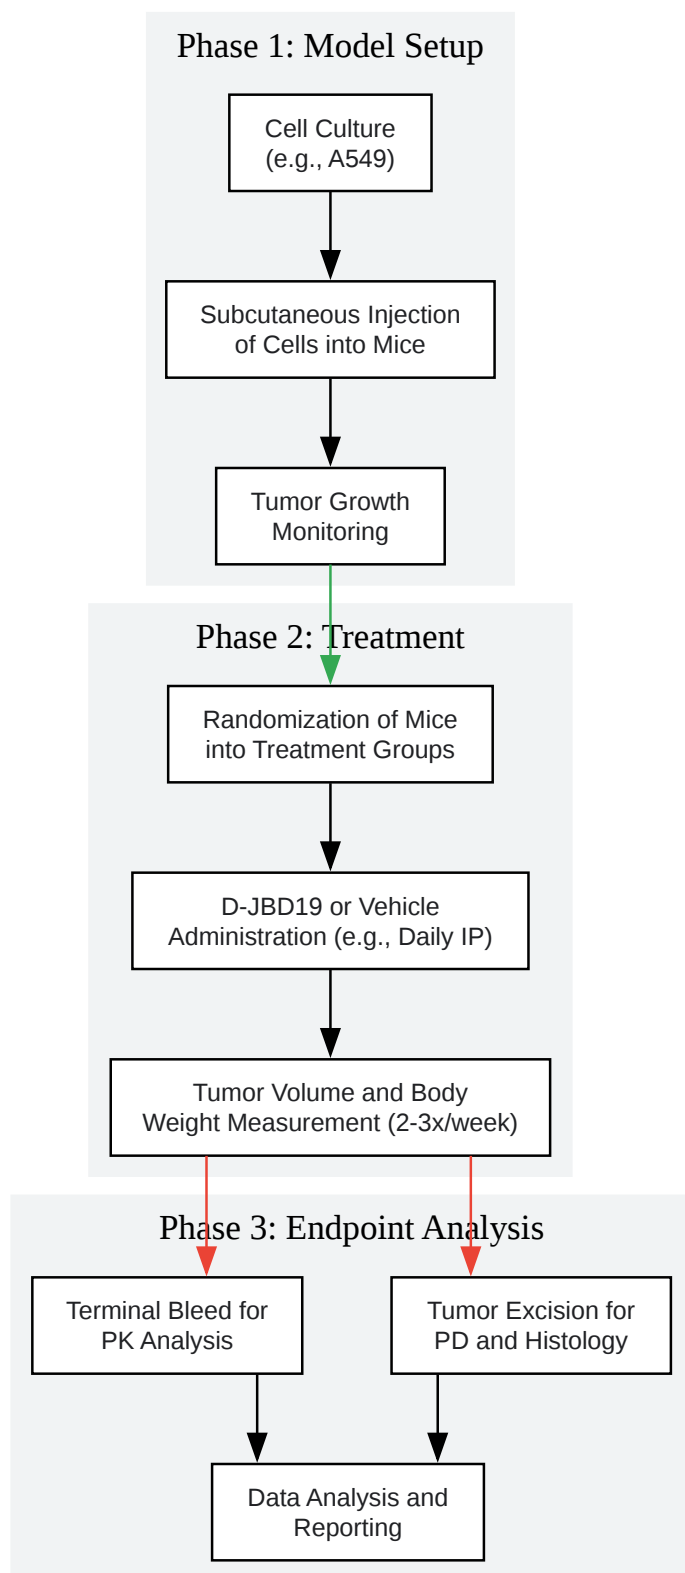 Phase 1: Model Setup
Cell Culture
(e.g., A549)
Subcutaneous Injection
of Cells into Mice
Tumor Growth
Monitoring
Phase 2: Treatment
Randomization of Mice
into Treatment Groups
D-JBD19 or Vehicle
Administration (e.g., Daily IP)
Tumor Volume and Body
Weight Measurement (2-3x/week)
Phase 3: Endpoint Analysis
Terminal Bleed for
PK Analysis
Tumor Excision for
PD and Histology
Data Analysis and
Reporting